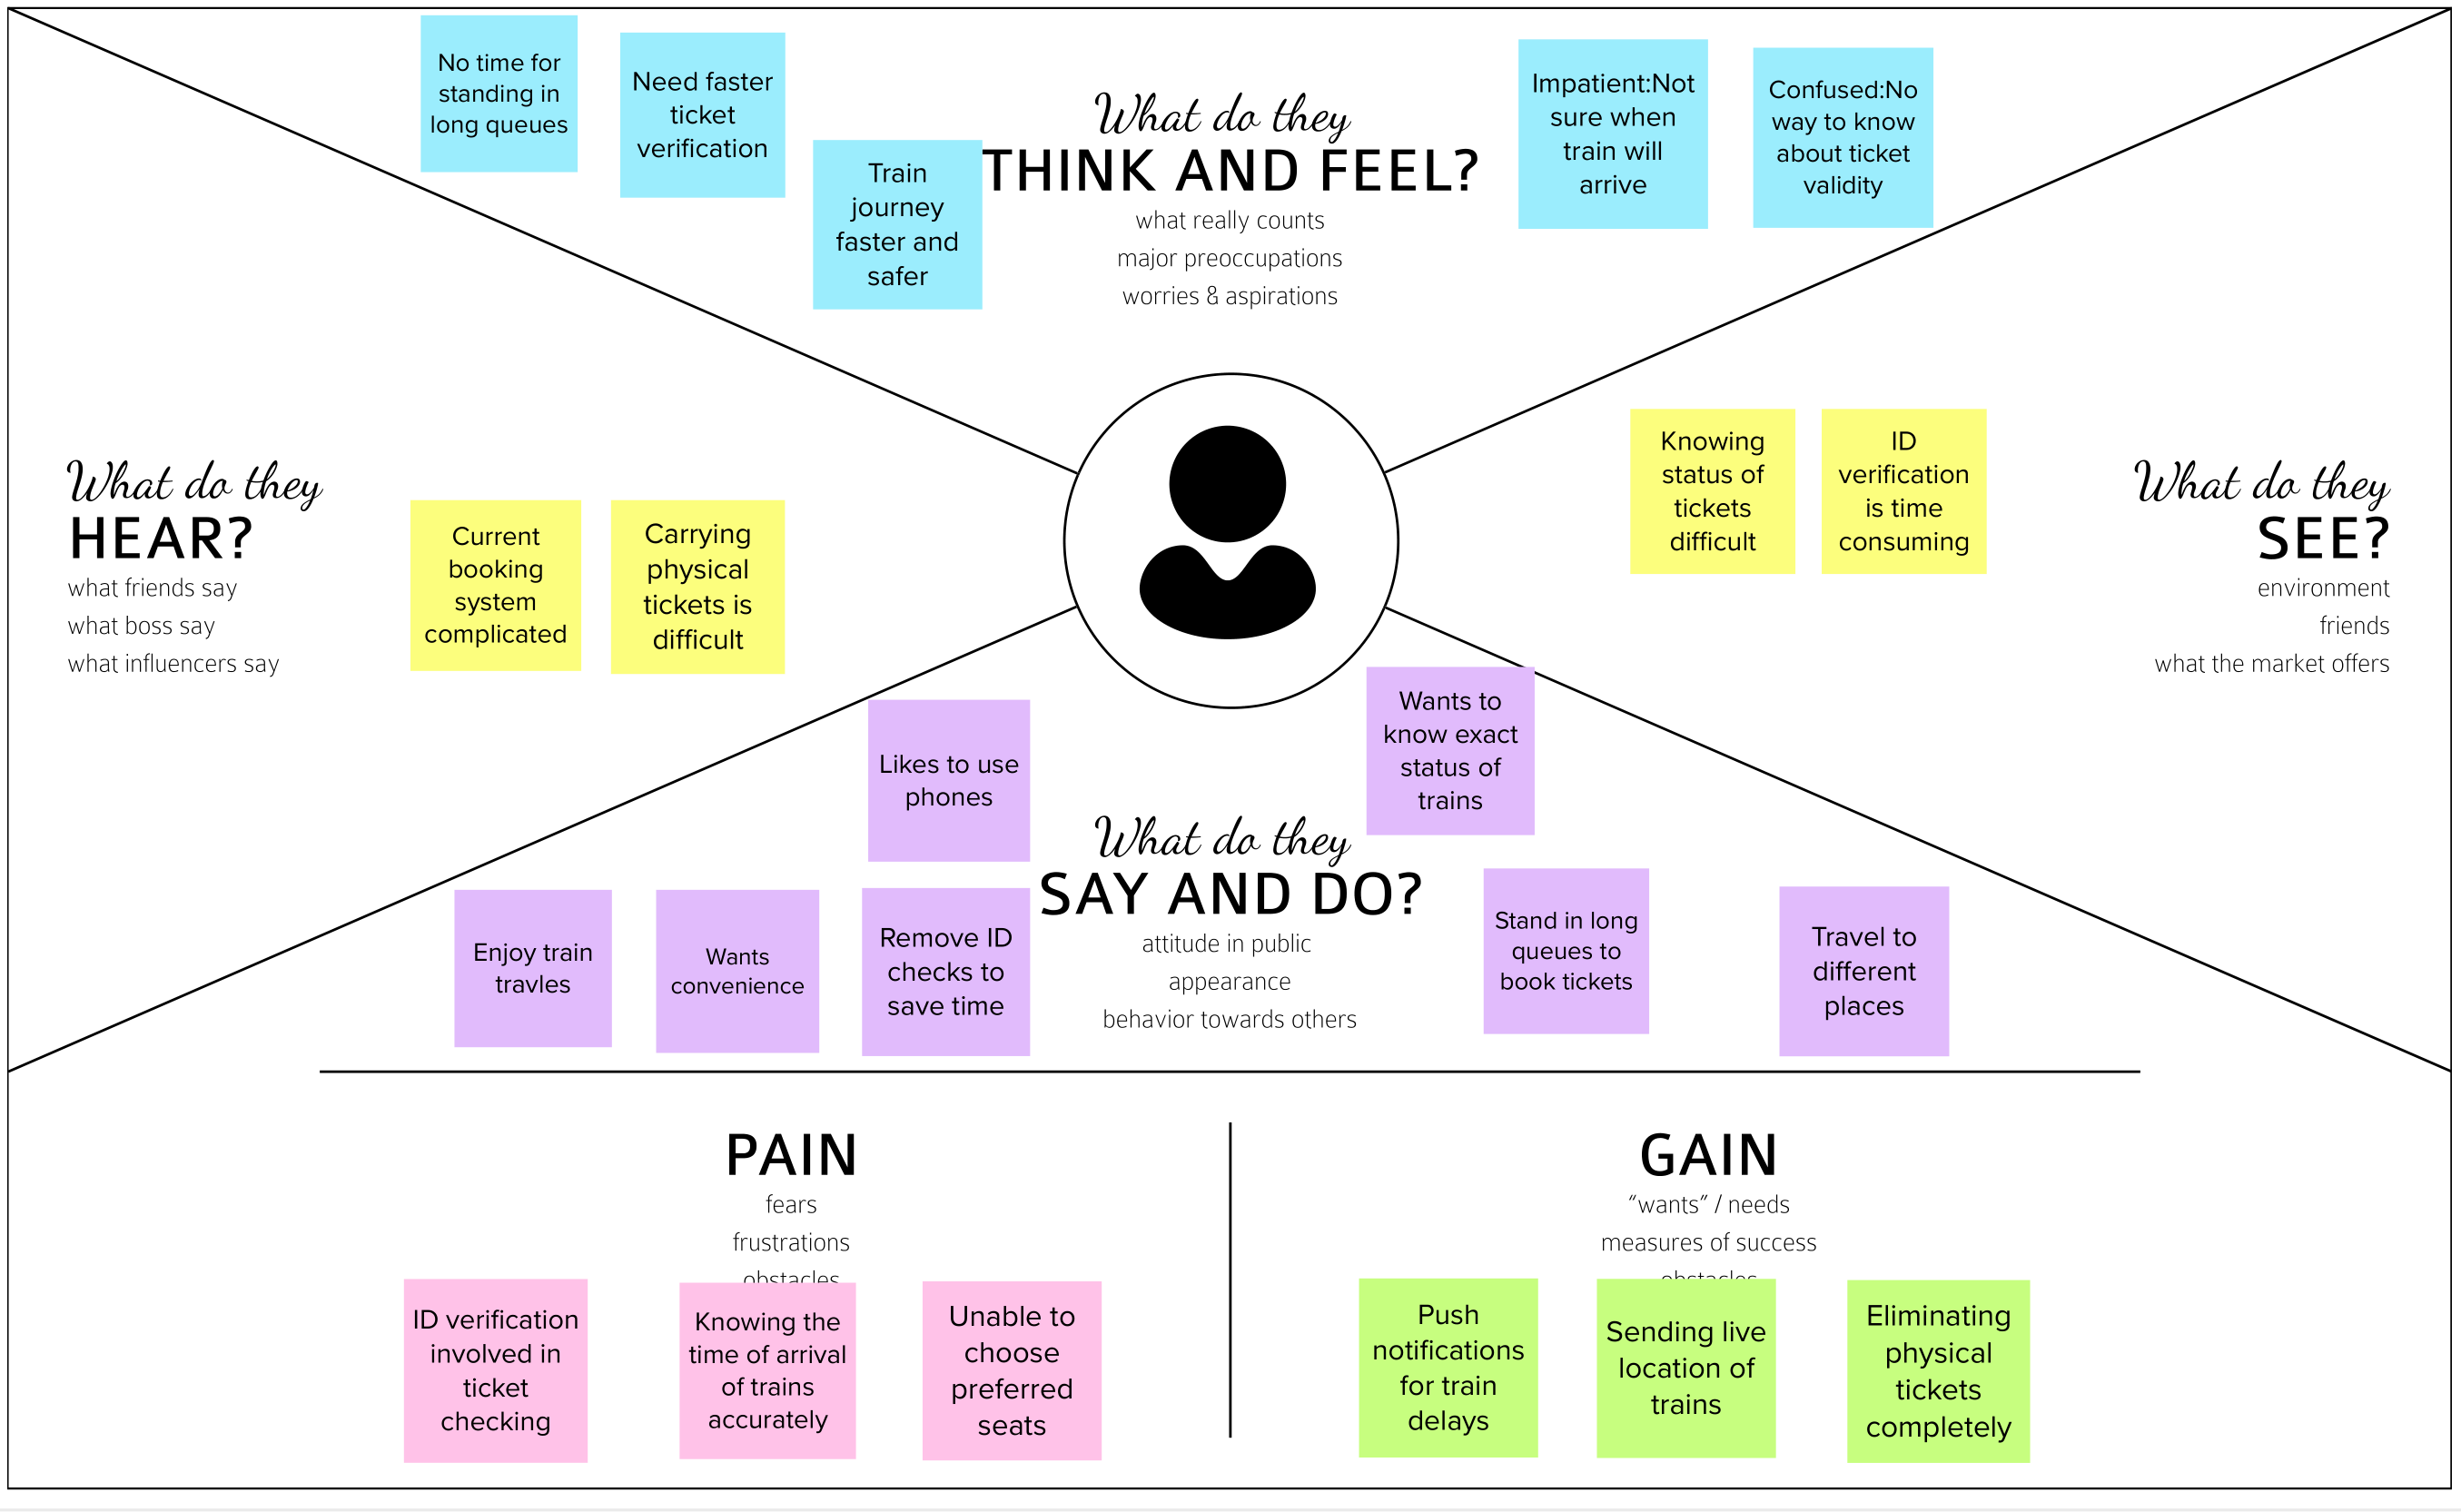 No time for
standing in
long queues
Need faster
ticket
verification
Train
journey
faster and
safer
What do they
THINK AND FEEL?
what really counts
major preoccupations
worries & aspirations
Impatient:Not
sure when
train will
arrive
Confused:No
way to know
about ticket
validity
What do they
HEAR?
what friends say
what boss say
what influencers say
Current
booking
system
complicated
Carrying
physical
tickets is
difficult
Knowing
status of
tickets
difficult
ID
verification
is time
consuming
What do they
SEE?
environment
friends
what the market offers
Likes to use
phones
Wants to
know exact
status of
trains
What do they
SAY AND DO?
attitude in public
appearance
behavior towards others
Enjoy train
travles
Wants
convenience
Remove ID
checks to
save time
Stand in long
queues to
book tickets
Travel to
different
places
PAIN
fears
frustrations
obstacles
ID verification
involved in
ticket
checking
Knowing the
time of arrival
of trains
accurately
Unable to
choose
preferred
seats
GAIN
“wants” / needs
measures of success
obstacles
Push
notifications
for train
delays
Sending live
location of
trains
Eliminating
physical
tickets
completely